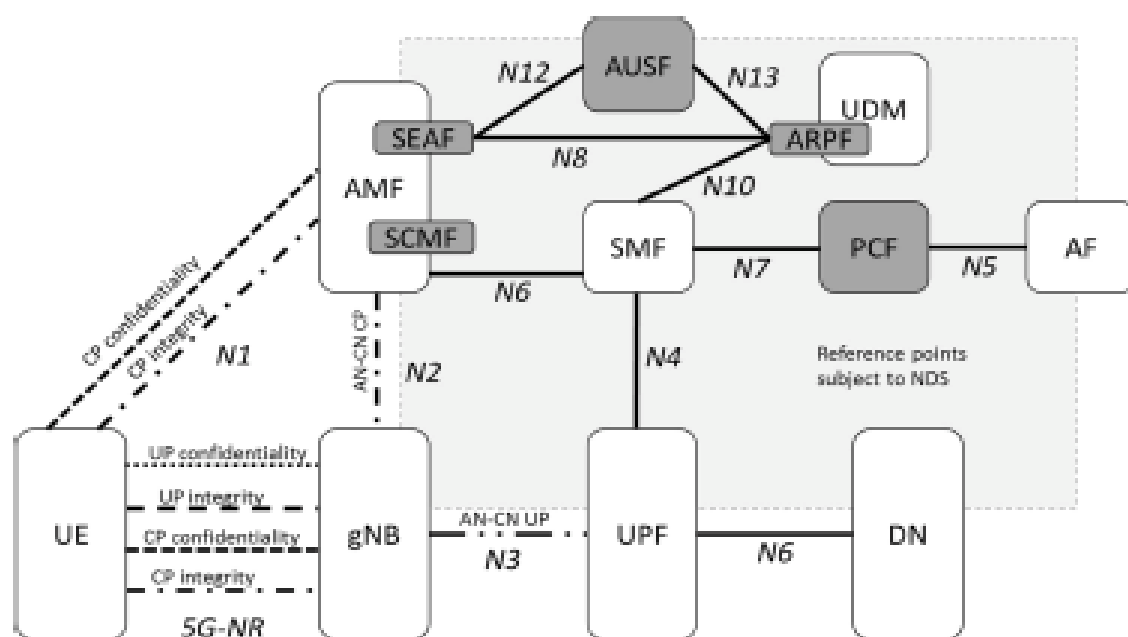 AUSF
N12
N13
UDM
SEAF
ARPF
N8
AMF
N10
SCMF
SMF
PCF
AF
N7
N5
N6
CP confidentiality
CP integrity
N1
AN-CN CP
N2
N4
Reference points
subject to NDS
UP confidentiality
UP integrity
CP confidentiality
CP integrity
UE
gNB
AN-CN UP
N3
UPF
N6
DN
5G-NR